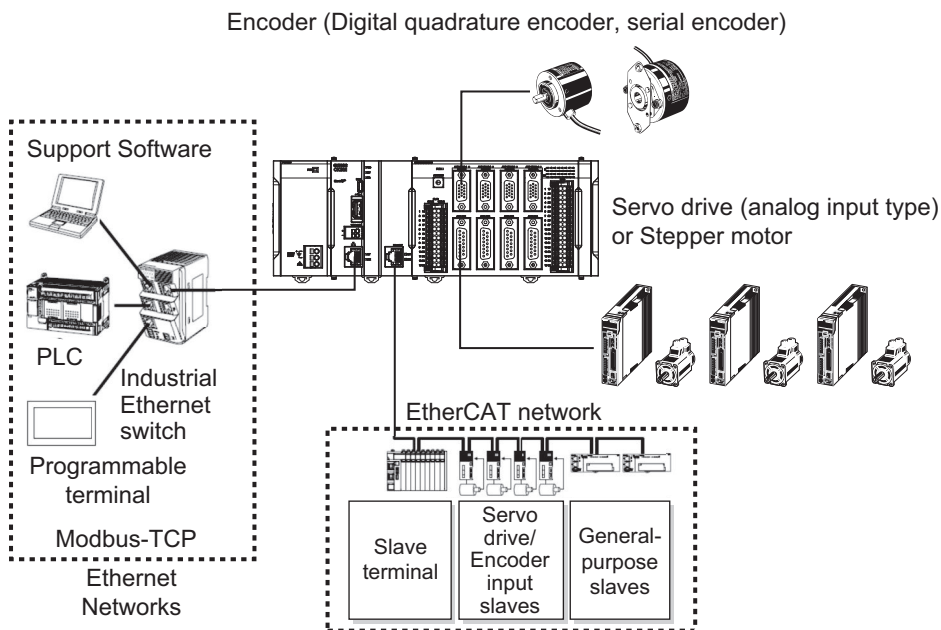 Encoder (Digital quadrature encoder, serial encoder)
Support Software
PLC
Industrial
Ethernet
switch
Programmable
terminal
Modbus-TCP
Ethernet
Networks
Servo drive (analog input type)
or Stepper motor
EtherCAT network
Slave
terminal
Servo
drive/
Encoder
input
slaves
General-
purpose
slaves